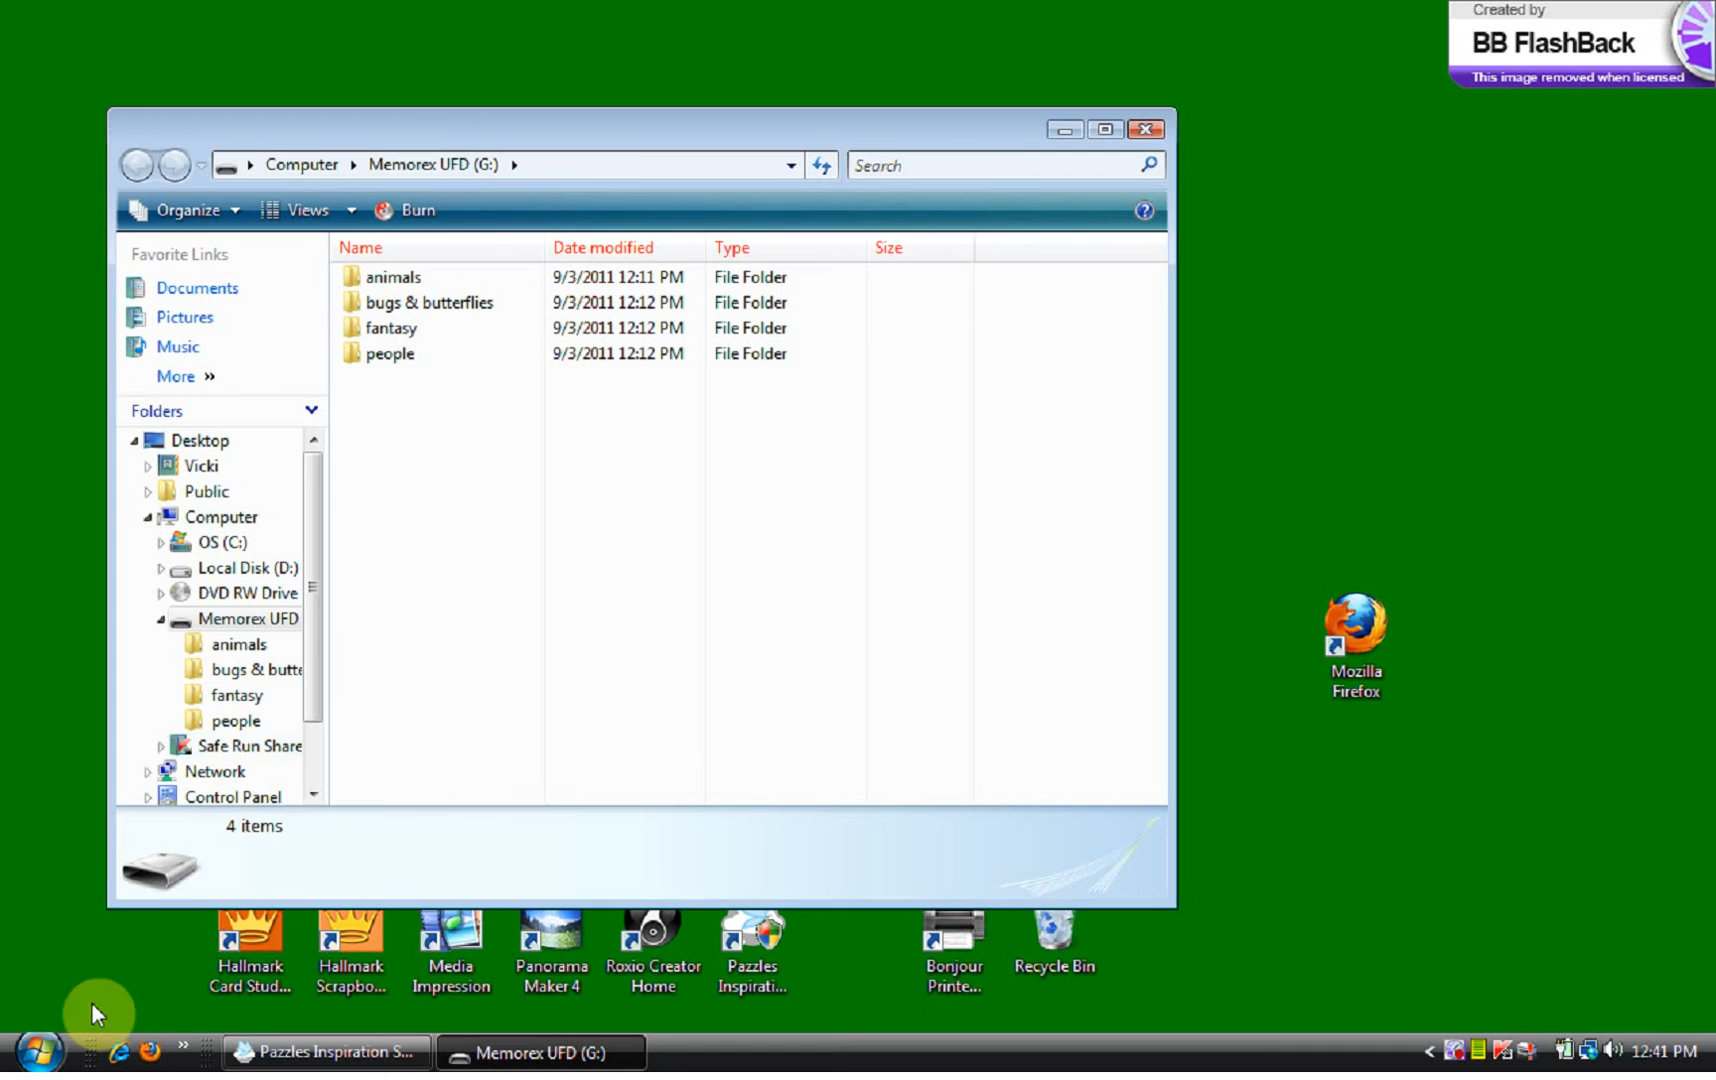 Created by
BB FlashBack
This image removed when licensed
Computer Memorex UFD (G:)
Search
Organize Views Burn
Favorite Links
Documents
Pictures
Music
More »
Folders
Desktop
Vicki
Public
Computer
OS (C:)
Local Disk (D:)
DVD RW Drive
Memorex UFD
animals
bugs & butte
fantasy
people
Safe Run Share
Network
Control Panel
Name Date modified Type Size
animals 9/3/2011 12:11 PM File Folder
bugs & butterflies 9/3/2011 12:12 PM File Folder
fantasy 9/3/2011 12:12 PM File Folder
people 9/3/2011 12:12 PM File Folder
4 items
Mozilla
Firefox
Hallmark
Card Stud...
Hallmark
Scrapbo...
Media
Impression
Panorama
Maker 4
Roxio Creator
Home
Pazzles
Inspirati...
Bonjour
Printe...
Recycle Bin
» Pazzles Inspiration S... Memorex UFD (G:) < 12:41 PM